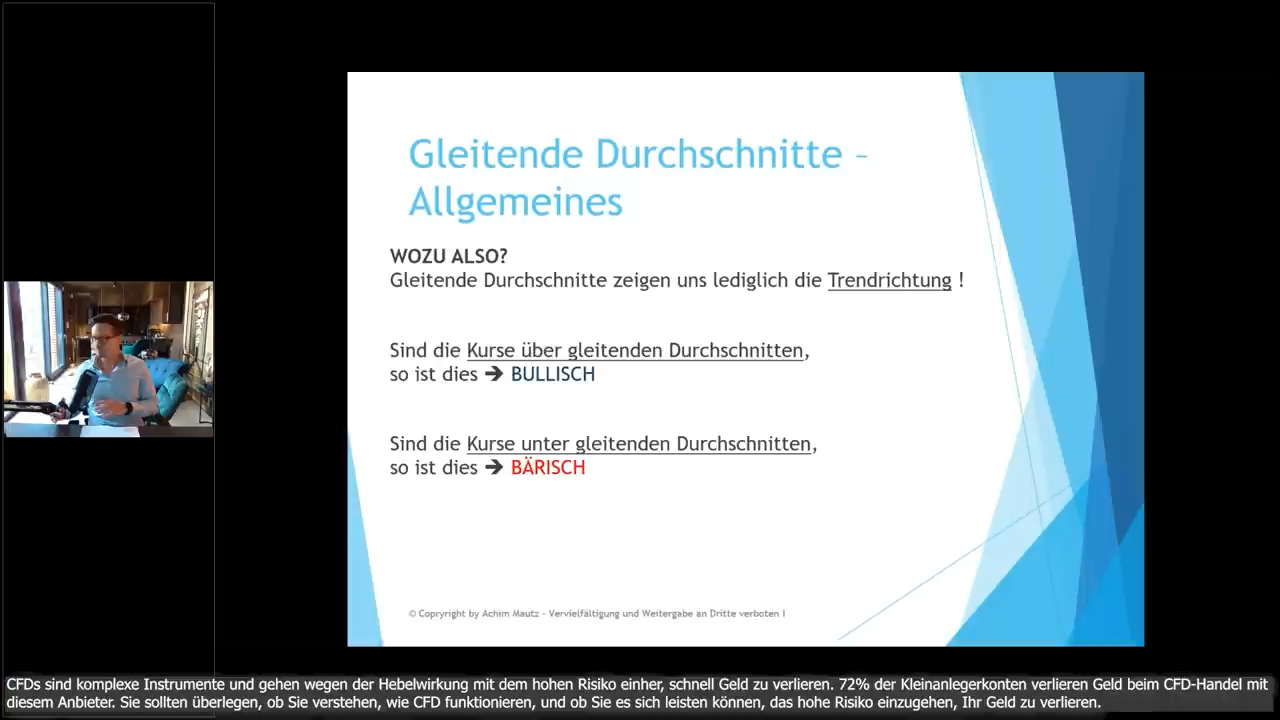 Gleitende Durchschnitte –
Allgemeines
WOZU ALSO?
Gleitende Durchschnitte zeigen uns lediglich die Trendrichtung !
Sind die Kurse über gleitenden Durchschnitten,
so ist dies ➔ BULLISCH
Sind die Kurse unter gleitenden Durchschnitten,
so ist dies ➔ BÄRISCH
© Copryright by Achim Mautz - Vervielfältigung und Weitergabe an Dritte verboten !
CFDs sind komplexe Instrumente und gehen wegen der Hebelwirkung mit dem hohen Risiko einher, schnell Geld zu verlieren. 72% der Kleinanlegerkonten verlieren Geld beim CFD-Handel mit
diesem Anbieter. Sie sollten überlegen, ob Sie verstehen, wie CFD funktionieren, und ob Sie es sich leisten können, das hohe Risiko einzugehen, Ihr Geld zu verlieren.